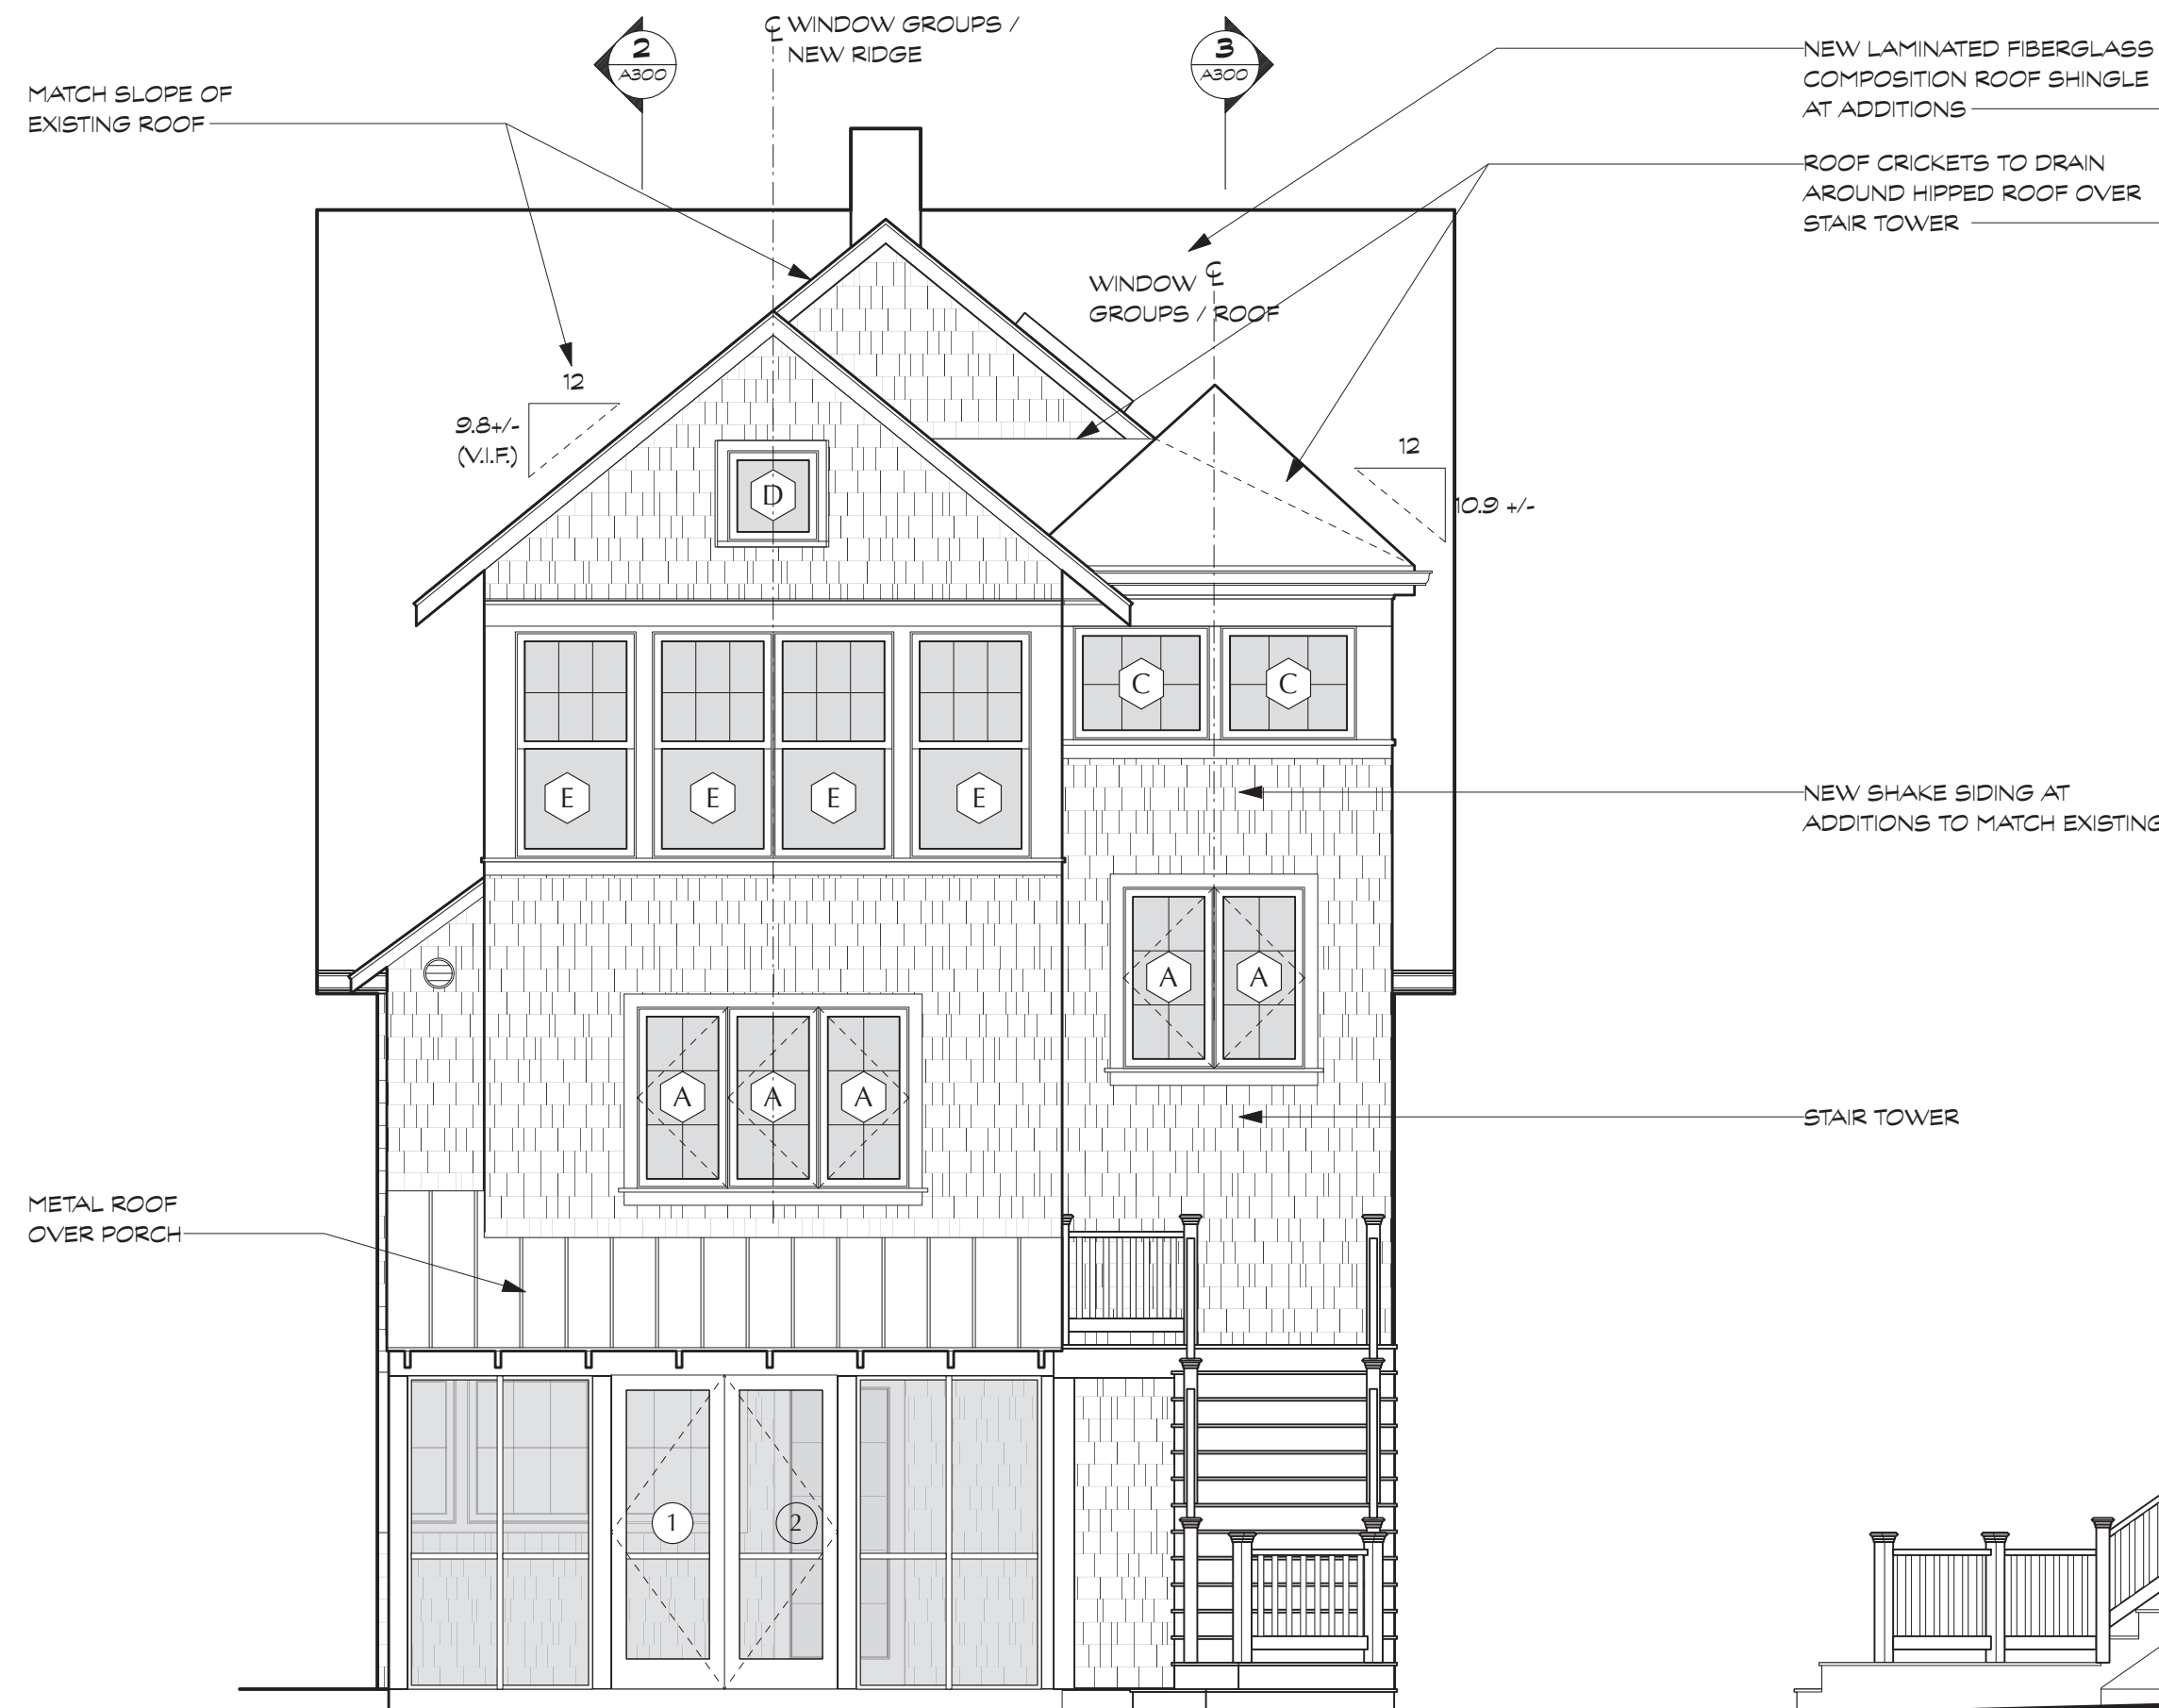 2
A300
℄ WINDOW GROUPS /
NEW RIDGE
3
A300
NEW LAMINATED FIBERGLASS
COMPOSITION ROOF SHINGLE
AT ADDITIONS
MATCH SLOPE OF
EXISTING ROOF
ROOF CRICKETS TO DRAIN
AROUND HIPPED ROOF OVER
STAIR TOWER
WINDOW ℄
GROUPS / ROOF
12
9.8+/-
(V.I.F.)
12
10.9 +/-
D
C C
E E E E
NEW SHAKE SIDING AT
ADDITIONS TO MATCH EXISTING
A A
A A A
STAIR TOWER
METAL ROOF
OVER PORCH
1 2